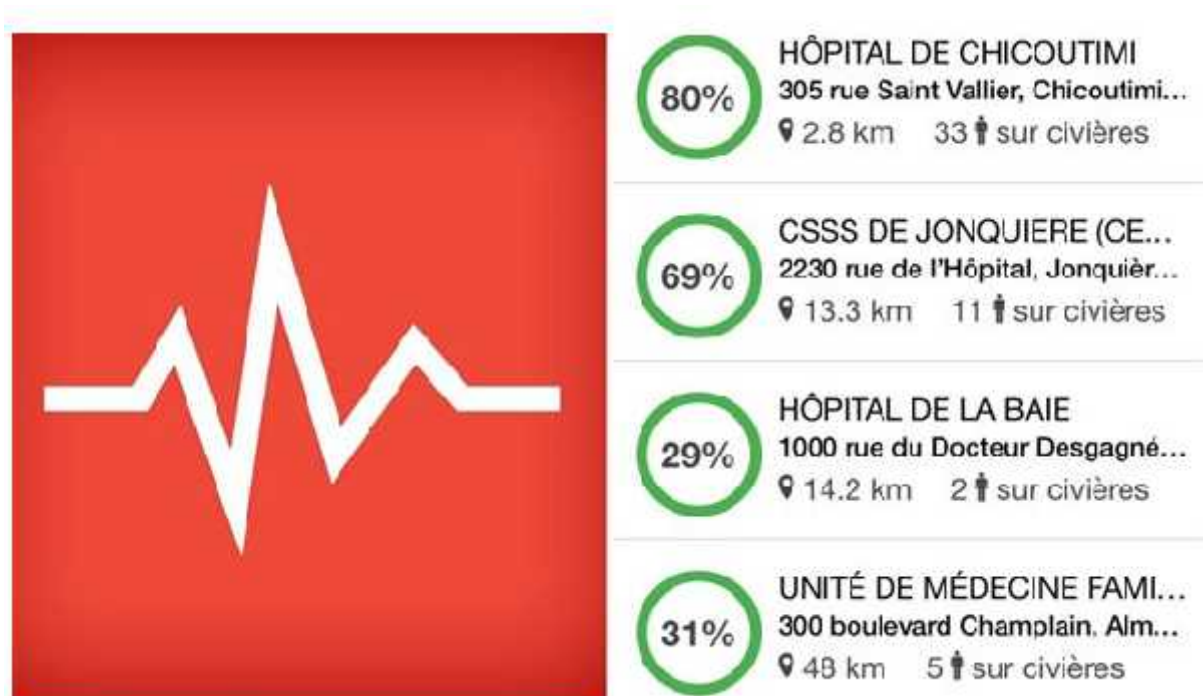 80%
HÔPITAL DE CHICOUTIMI
305 rue Saint Vallier, Chicoutimi...
2.8 km 33 sur civières
69%
CSSS DE JONQUIERE (CE...
2230 rue de l'Hôpital, Jonquièr...
13.3 km 11 sur civières
29%
HÔPITAL DE LA BAIE
1000 rue du Docteur Desgagné...
14.2 km 2 sur civières
31%
UNITÉ DE MÉDECINE FAMI...
300 boulevard Champlain, Alm...
48 km 5 sur civières